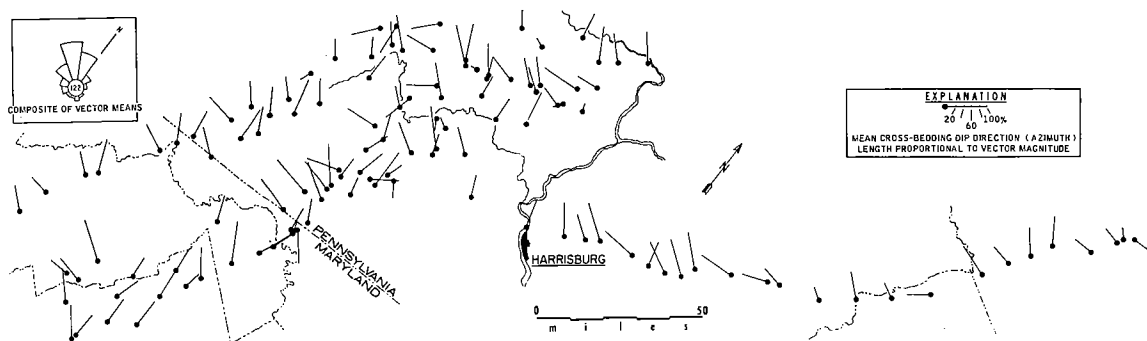 N
122
COMPOSITE OF VECTOR MEANS
EXPLANATION
20 60 100%
MEAN CROSS-BEDDING DIP DIRECTION (AZIMUTH)
LENGTH PROPORTIONAL TO VECTOR MAGNITUDE
N
PENNSYLVANIA
MARYLAND
HARRISBURG
0 50
miles